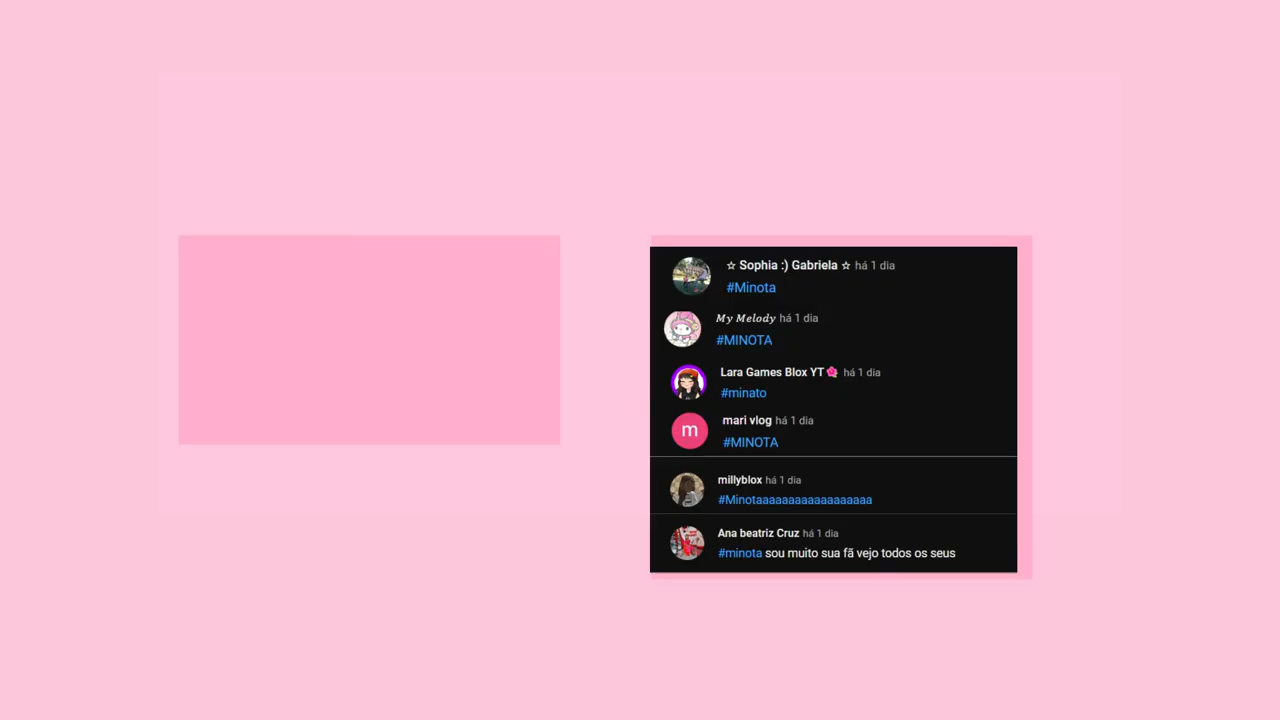 ☆ Sophia :) Gabriela ☆ há 1 dia
#Minota
My Melody há 1 dia
#MINOTA
Lara Games Blox YT🌺 há 1 dia
#minato
m
mari vlog há 1 dia
#MINOTA
millyblox há 1 dia
#Minotaaaaaaaaaaaaaaaaaa
Ana beatriz Cruz há 1 dia
#minota sou muito sua fã vejo todos os seus